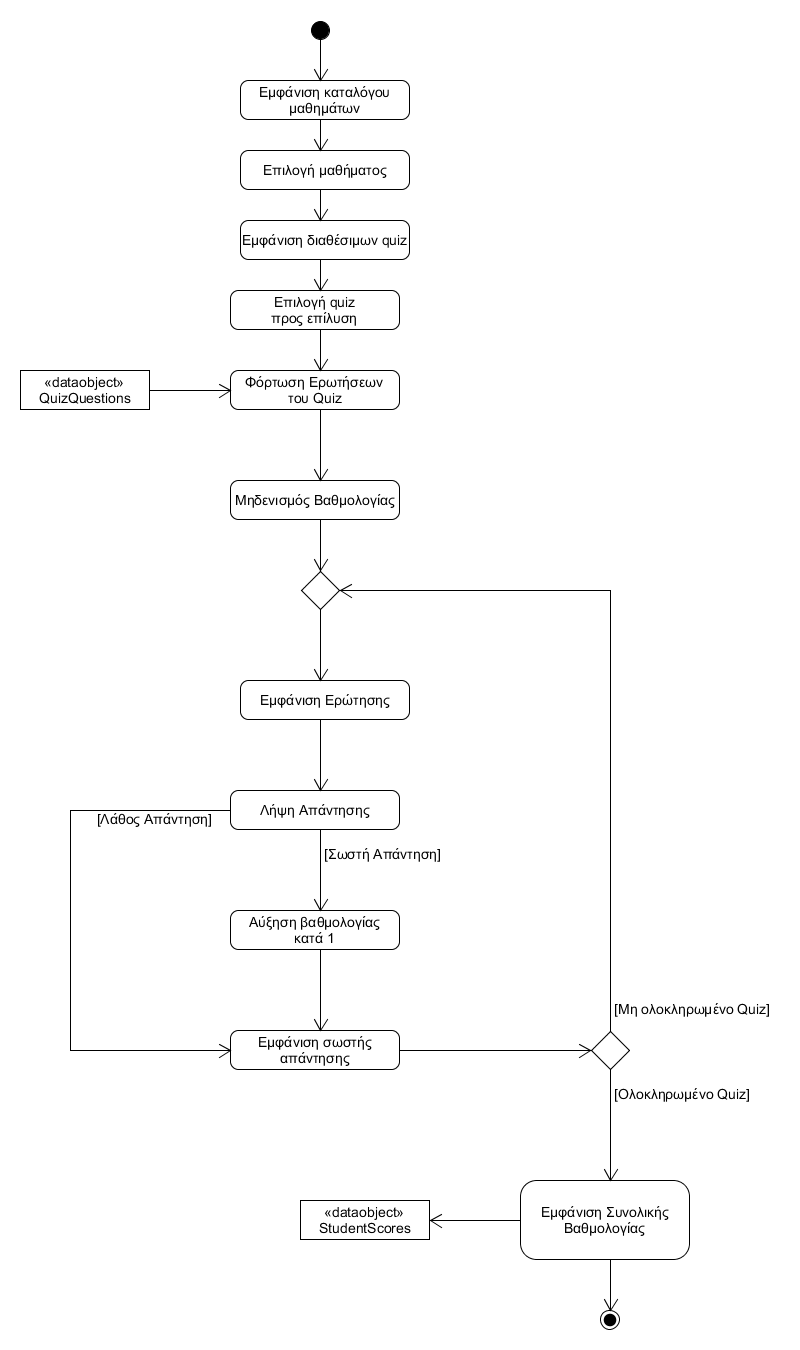 Εμφάνιση καταλόγου
μαθημάτων
Επιλογή μαθήματος
Εμφάνιση διαθέσιμων quiz
Επιλογή quiz
προς επίλυση
«dataobject»
QuizQuestions
Φόρτωση Ερωτήσεων
του Quiz
Μηδενισμός Βαθμολογίας
Εμφάνιση Ερώτησης
Λήψη Απάντησης
[Λάθος Απάντηση]
[Σωστή Απάντηση]
Αύξηση βαθμολογίας
κατά 1
[Μη ολοκληρωμένο Quiz]
Εμφάνιση σωστής
απάντησης
[Ολοκληρωμένο Quiz]
«dataobject»
StudentScores
Εμφάνιση Συνολικής
Βαθμολογίας